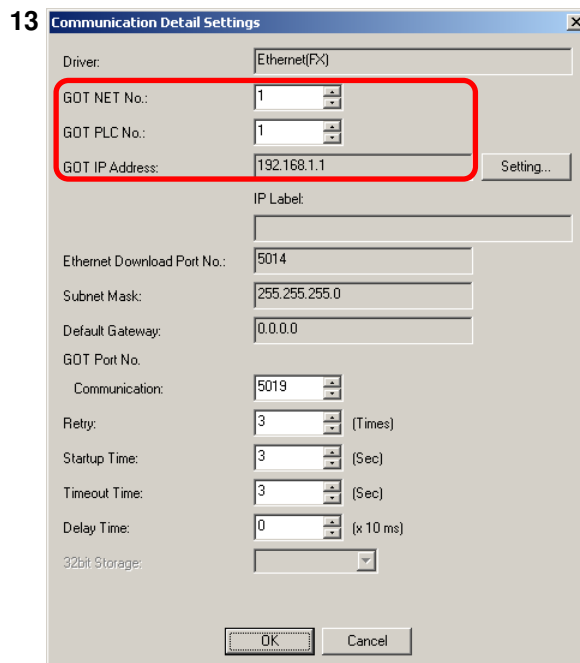 13
Communication Detail Settings
Driver: Ethernet(FX)
GOT NET No.: 1
GOT PLC No.: 1
GOT IP Address: 192.168.1.1 Setting...
IP Label:
Ethernet Download Port No.: 5014
Subnet Mask: 255.255.255.0
Default Gateway: 0.0.0.0
GOT Port No.
Communication: 5019
Retry: 3 (Times)
Startup Time: 3 (Sec)
Timeout Time: 3 (Sec)
Delay Time: 0 (x 10 ms)
32bit Storage:
OK Cancel